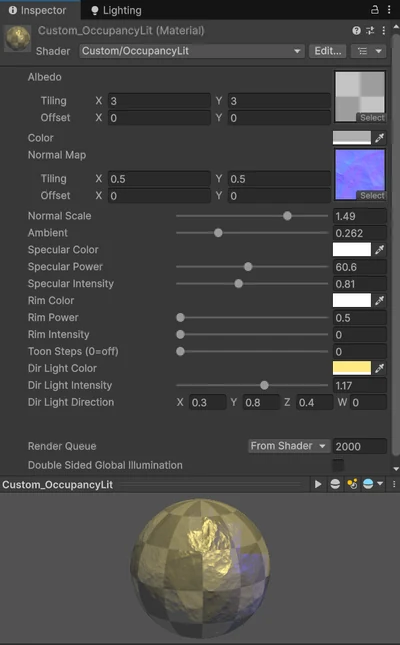 Inspector Lighting
Custom_OccupancyLit (Material)
Shader Custom/OccupancyLit Edit...
Albedo
Tiling X 3 Y 3
Offset X 0 Y 0 Select
Color
Normal Map
Tiling X 0.5 Y 0.5
Offset X 0 Y 0 Select
Normal Scale 1.49
Ambient 0.262
Specular Color
Specular Power 60.6
Specular Intensity 0.81
Rim Color
Rim Power 0.5
Rim Intensity 0
Toon Steps (0=off) 0
Dir Light Color
Dir Light Intensity 1.17
Dir Light Direction X 0.3 Y 0.8 Z 0.4 W 0
Render Queue From Shader 2000
Double Sided Global Illumination
Custom_OccupancyLit